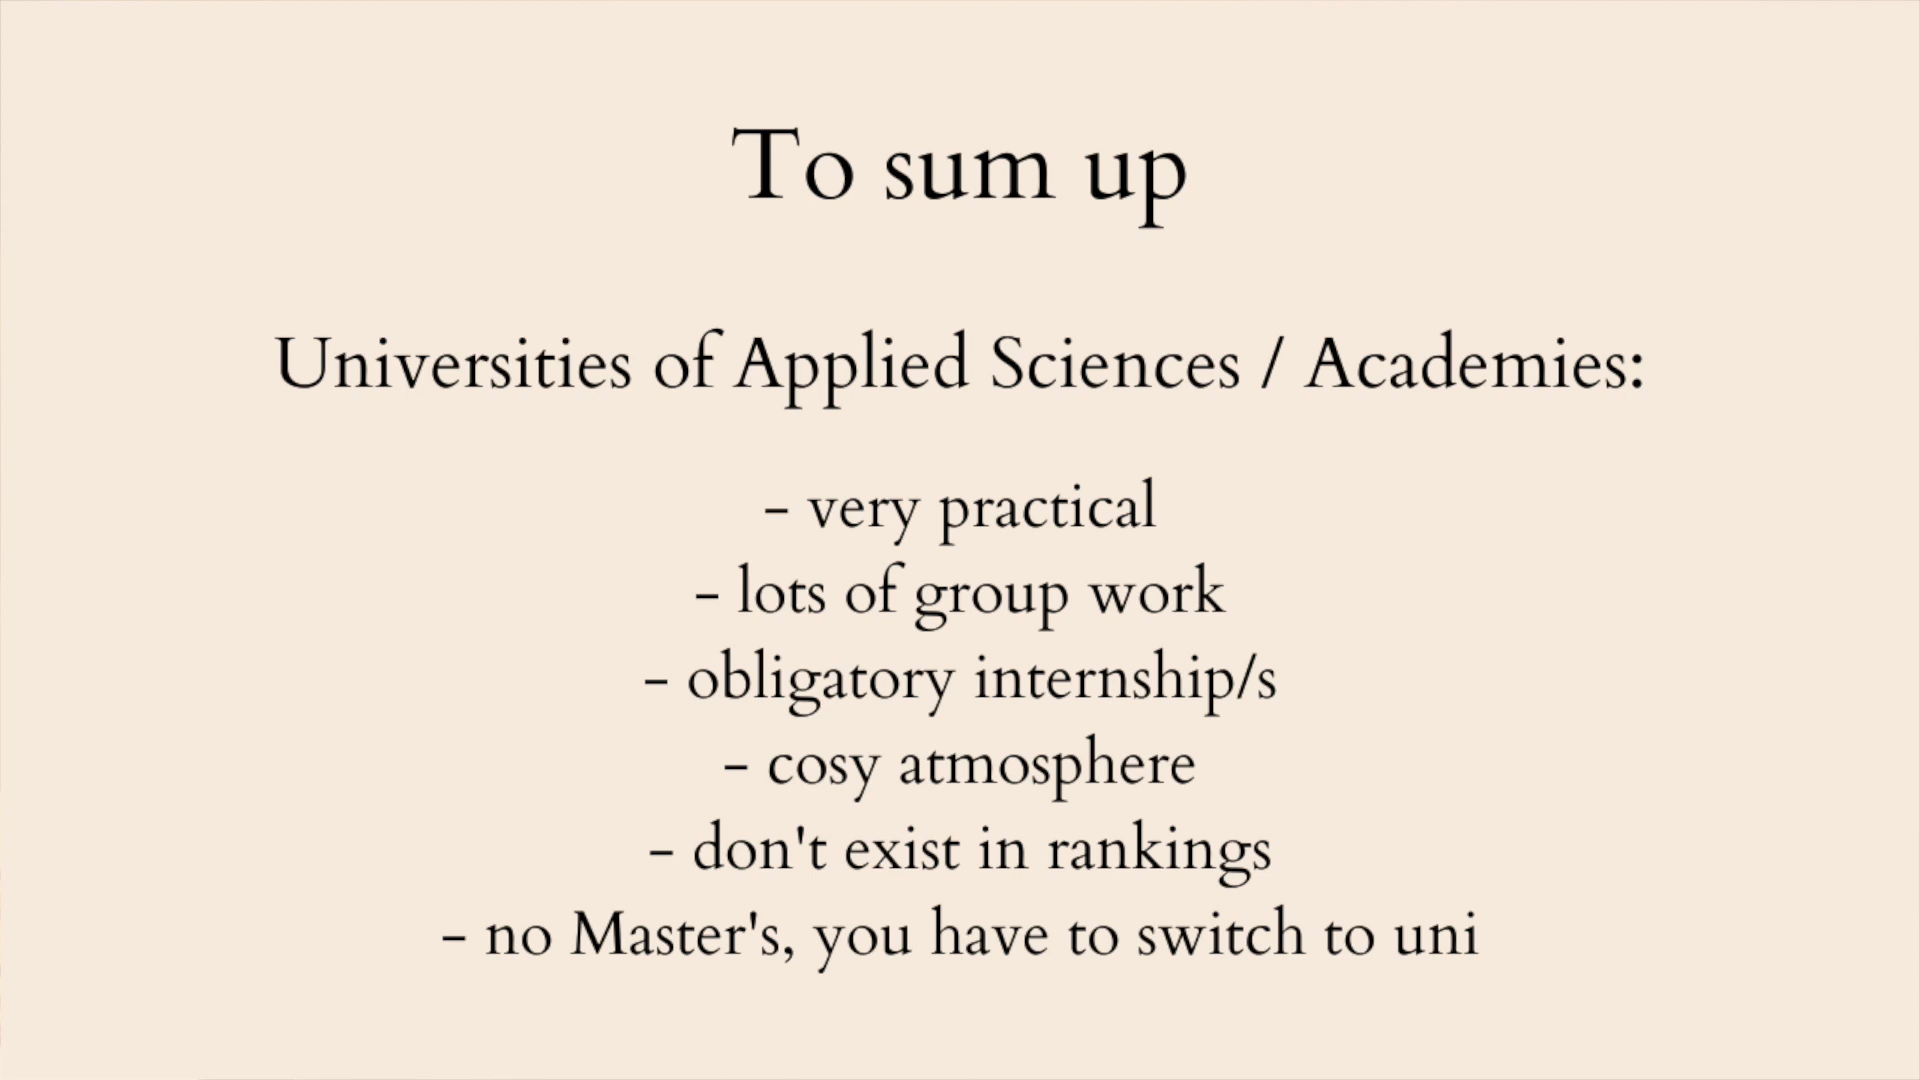 To sum up
Universities of Applied Sciences / Academies:
- very practical
- lots of group work
- obligatory internship/s
- cosy atmosphere
- don't exist in rankings
- no Master's, you have to switch to uni